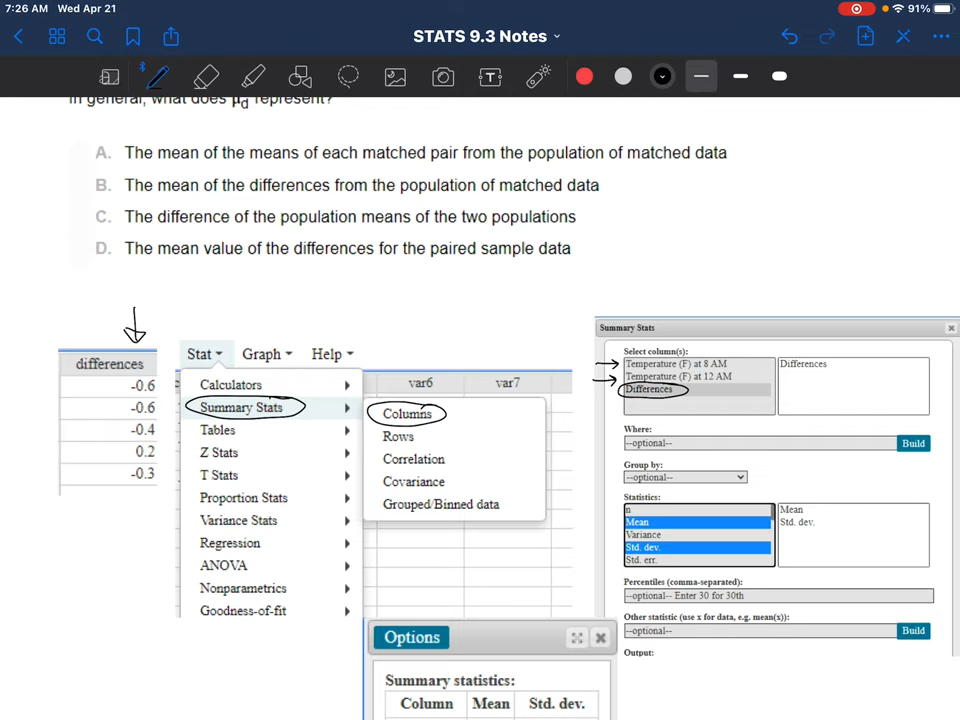 7:26 AM Wed Apr 21
91%
STATS 9.3 Notes
In general, what does μd represent?
A. The mean of the means of each matched pair from the population of matched data
B. The mean of the differences from the population of matched data
C. The difference of the population means of the two populations
D. The mean value of the differences for the paired sample data
differences
-0.6
-0.6
-0.4
0.2
-0.3
Stat Graph Help
Calculators
Summary Stats
Tables
Z Stats
T Stats
Proportion Stats
Variance Stats
Regression
ANOVA
Nonparametrics
Goodness-of-fit
var6 var7
Columns
Rows
Correlation
Covariance
Grouped/Binned data
Options
Summary statistics:
Column Mean Std. dev.
Summary Stats
Select column(s):
Temperature (F) at 8 AM
Temperature (F) at 12 AM
Differences
Differences
Where:
--optional-- Build
Group by:
--optional--
Statistics:
n
Mean
Variance
Std. dev.
Std. err.
Mean
Std. dev.
Percentiles (comma-separated):
--optional-- Enter 30 for 30th
Other statistic (use x for data, e.g. mean(x)):
--optional-- Build
Output: